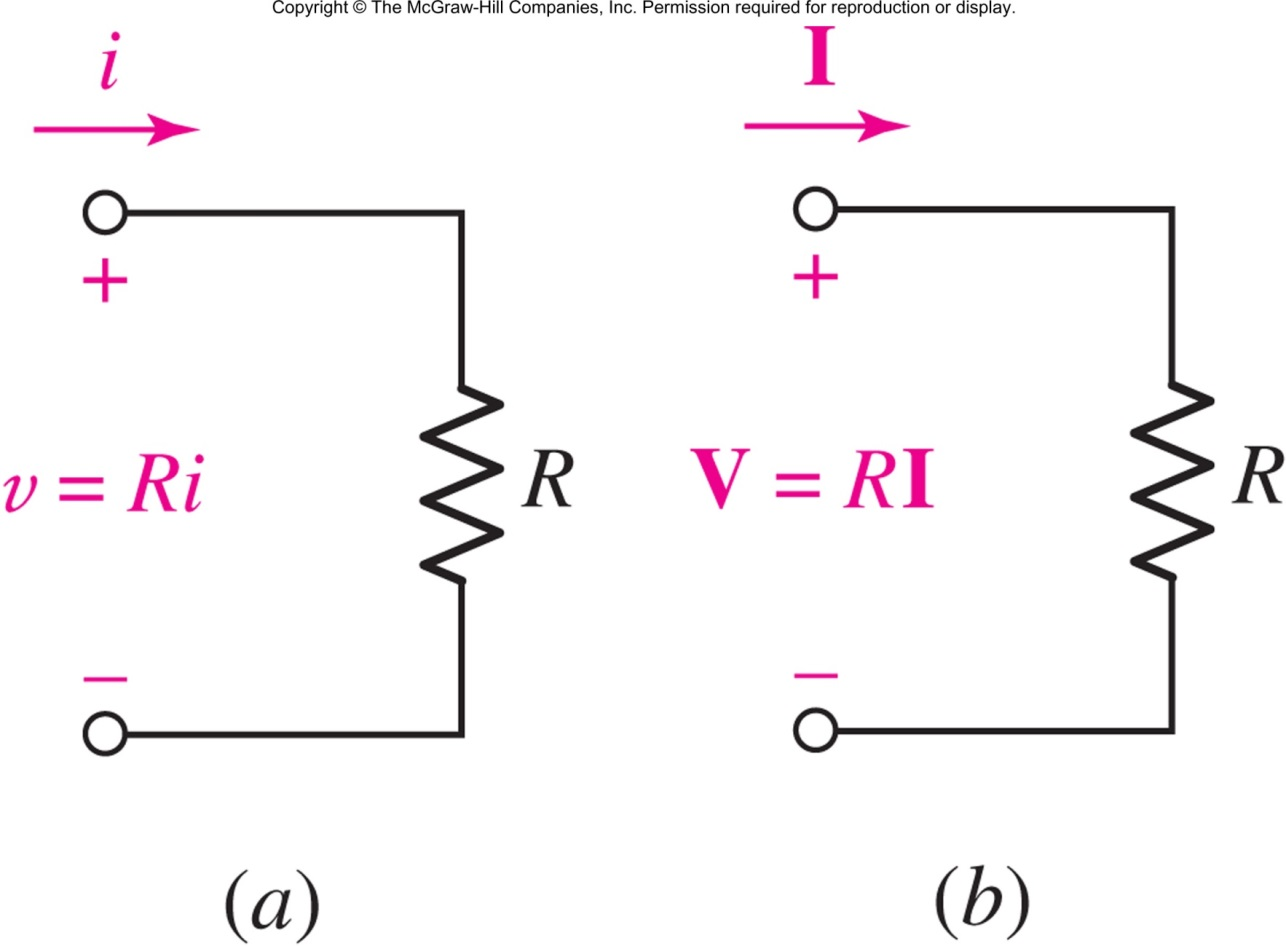 Copyright © The McGraw-Hill Companies, Inc. Permission required for reproduction or display.
i
+
v = Ri
R
–
(a)
I
+
V = RI
R
–
(b)